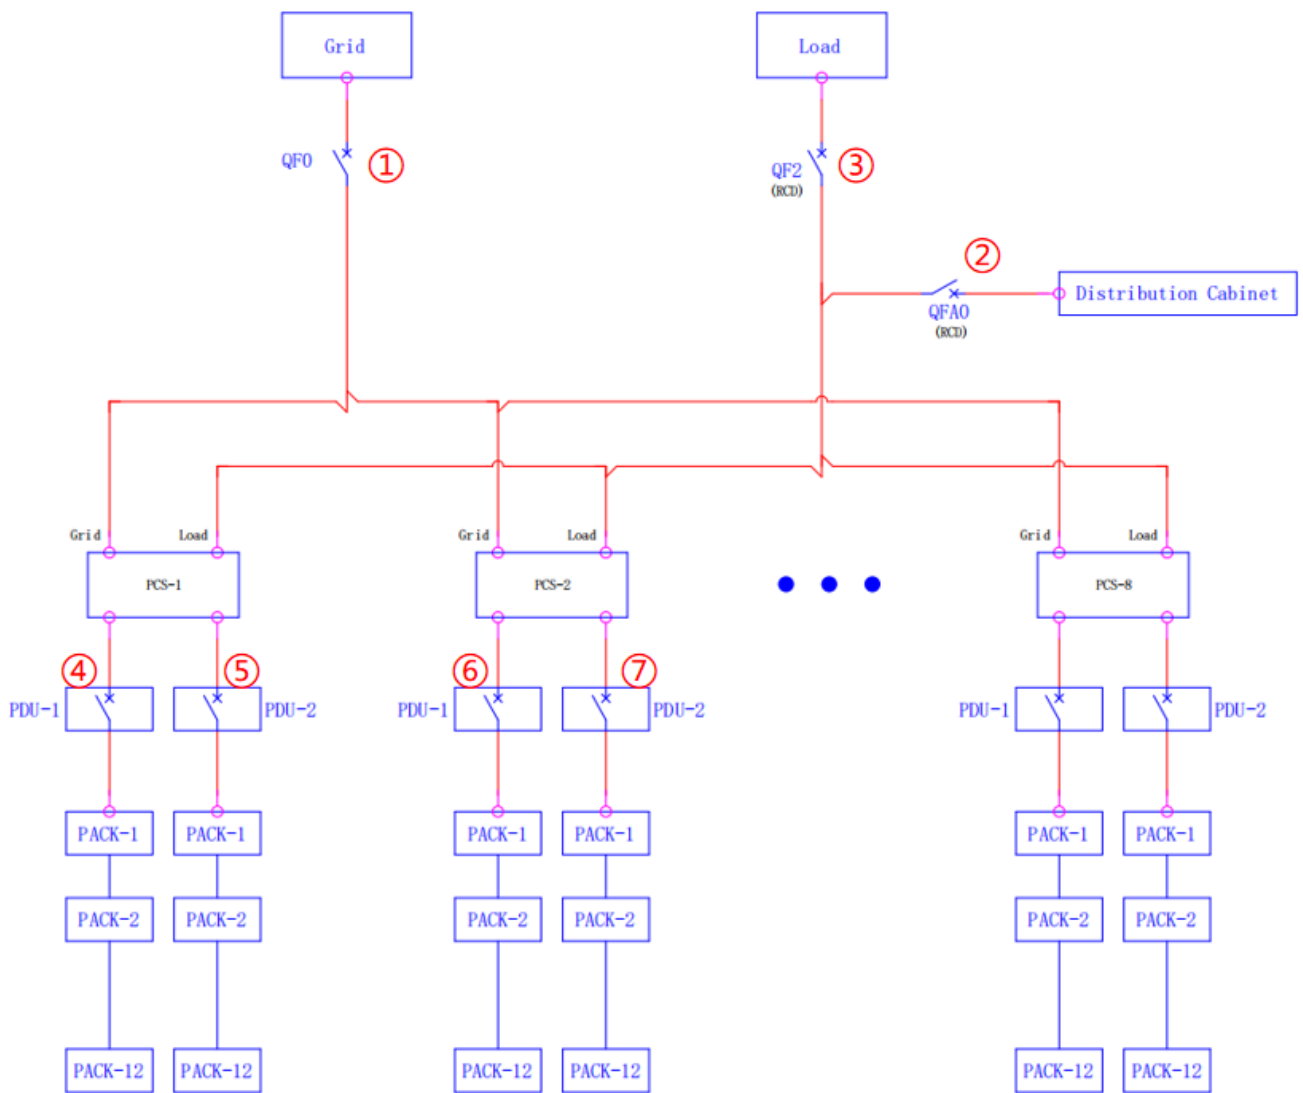 Grid
Load
QF0
①
QF2
(RCD)
③
②
QFA0
(RCD)
Distribution Cabinet
Grid
Load
Grid
Load
Grid
Load
PCS-1
PCS-2
PCS-8
④
⑤
⑥
⑦
PDU-1
PDU-2
PDU-1
PDU-2
PDU-1
PDU-2
PACK-1
PACK-1
PACK-1
PACK-1
PACK-1
PACK-1
PACK-2
PACK-2
PACK-2
PACK-2
PACK-2
PACK-2
PACK-12
PACK-12
PACK-12
PACK-12
PACK-12
PACK-12